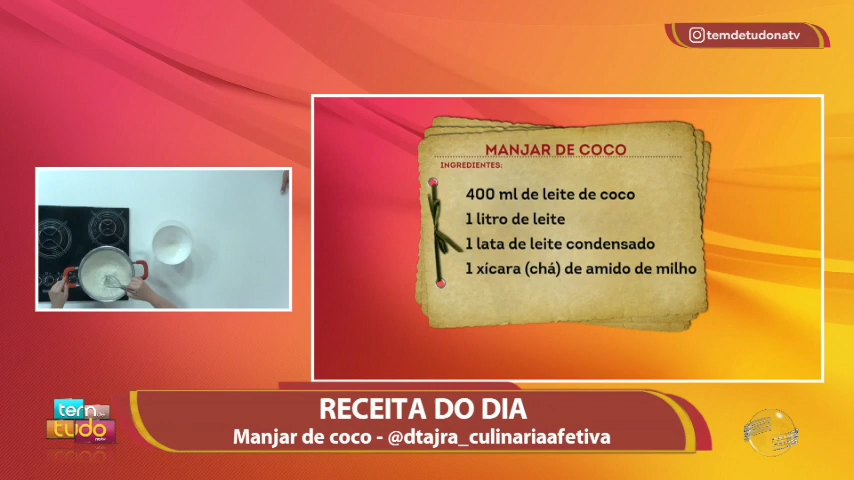 temdetudonatv
MANJAR DE COCO
INGREDIENTES:
400 ml de leite de coco
1 litro de leite
1 lata de leite condensado
1 xícara (chá) de amido de milho
tem
tudo
RECEITA DO DIA
Manjar de coco - @dtajra_culinariaafetiva